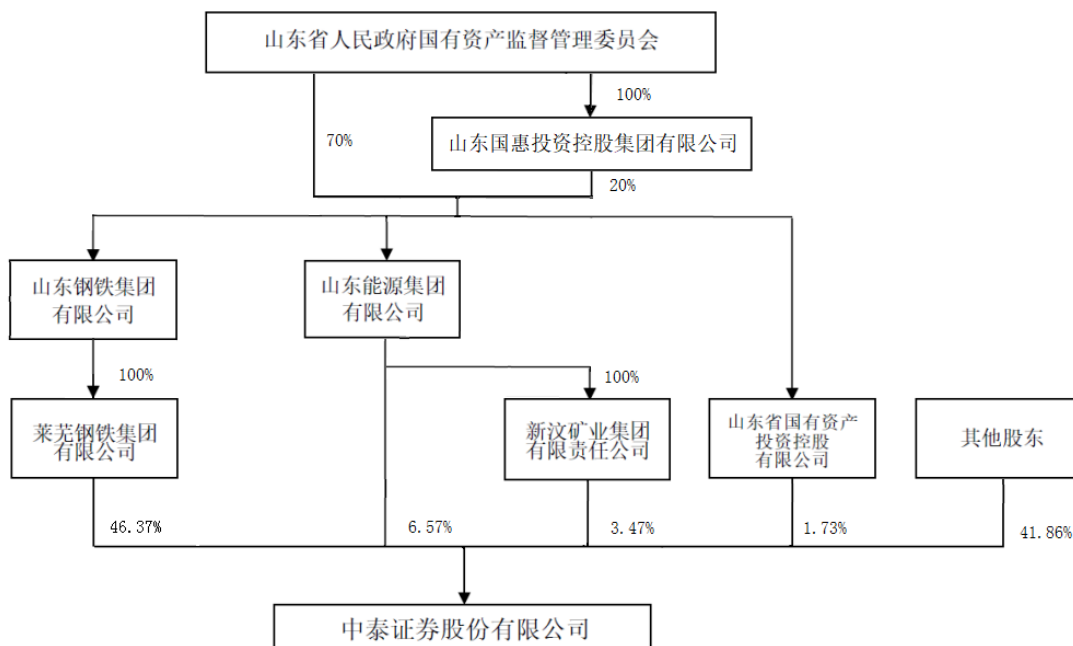 山东省人民政府国有资产监督管理委员会
100%
70%
山东国惠投资控股集团有限公司
20%
山东钢铁集团
有限公司
山东能源集团
有限公司
100%
100%
莱芜钢铁集团
有限公司
新汶矿业集团
有限责任公司
山东省国有资产
投资控股
有限公司
其他股东
46.37%
6.57%
3.47%
1.73%
41.86%
中泰证券股份有限公司